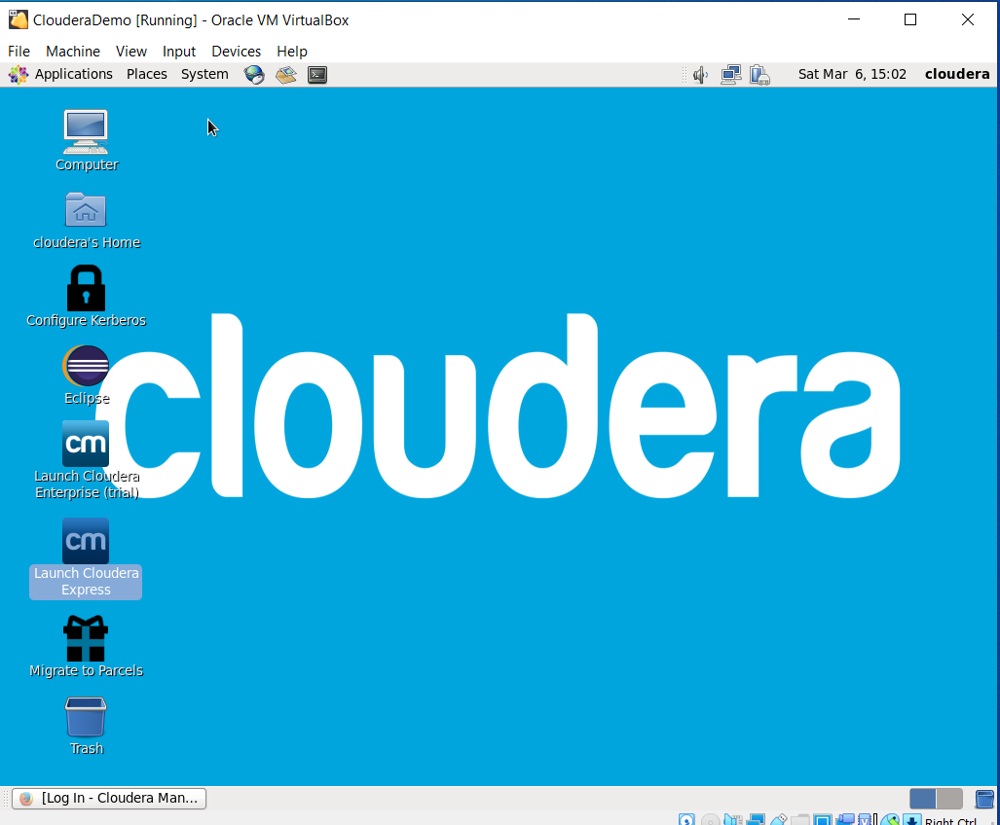 ClouderaDemo [Running] - Oracle VM VirtualBox
File Machine View Input Devices Help
Applications Places System Sat Mar 6, 15:02 cloudera
Computer
cloudera's Home
Configure Kerberos
Eclipse
cloudera
cm
Launch Cloudera
Enterprise (trial)
cm
Launch Cloudera
Express
Migrate to Parcels
Trash
[Log In - Cloudera Man...
Right Ctrl